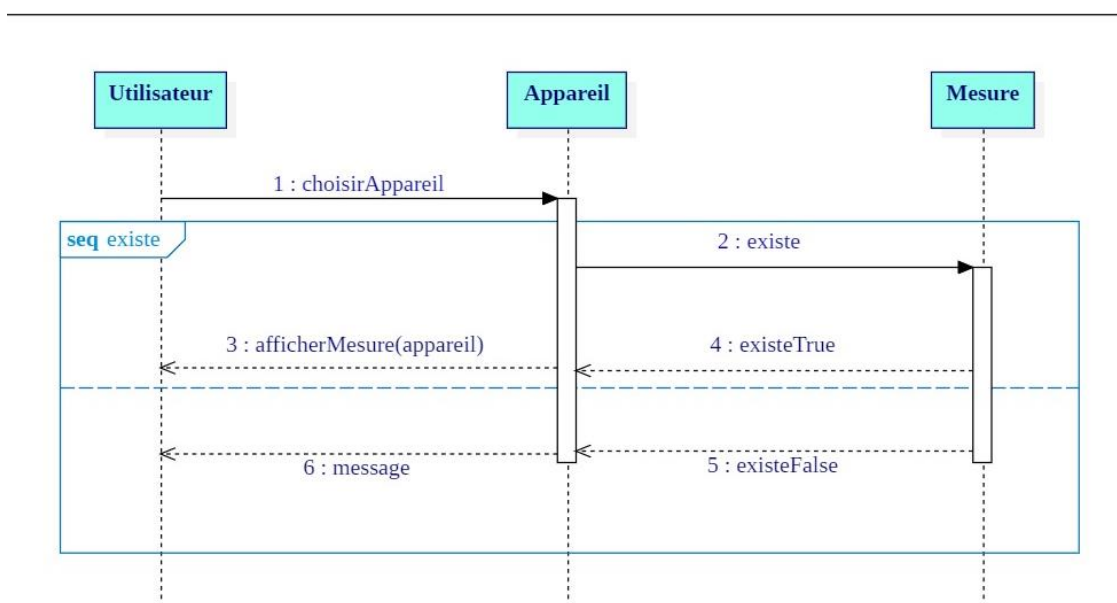 Utilisateur
Appareil
Mesure
1 : choisirAppareil
seq existe
2 : existe
3 : afficherMesure(appareil)
4 : existeTrue
6 : message
5 : existeFalse